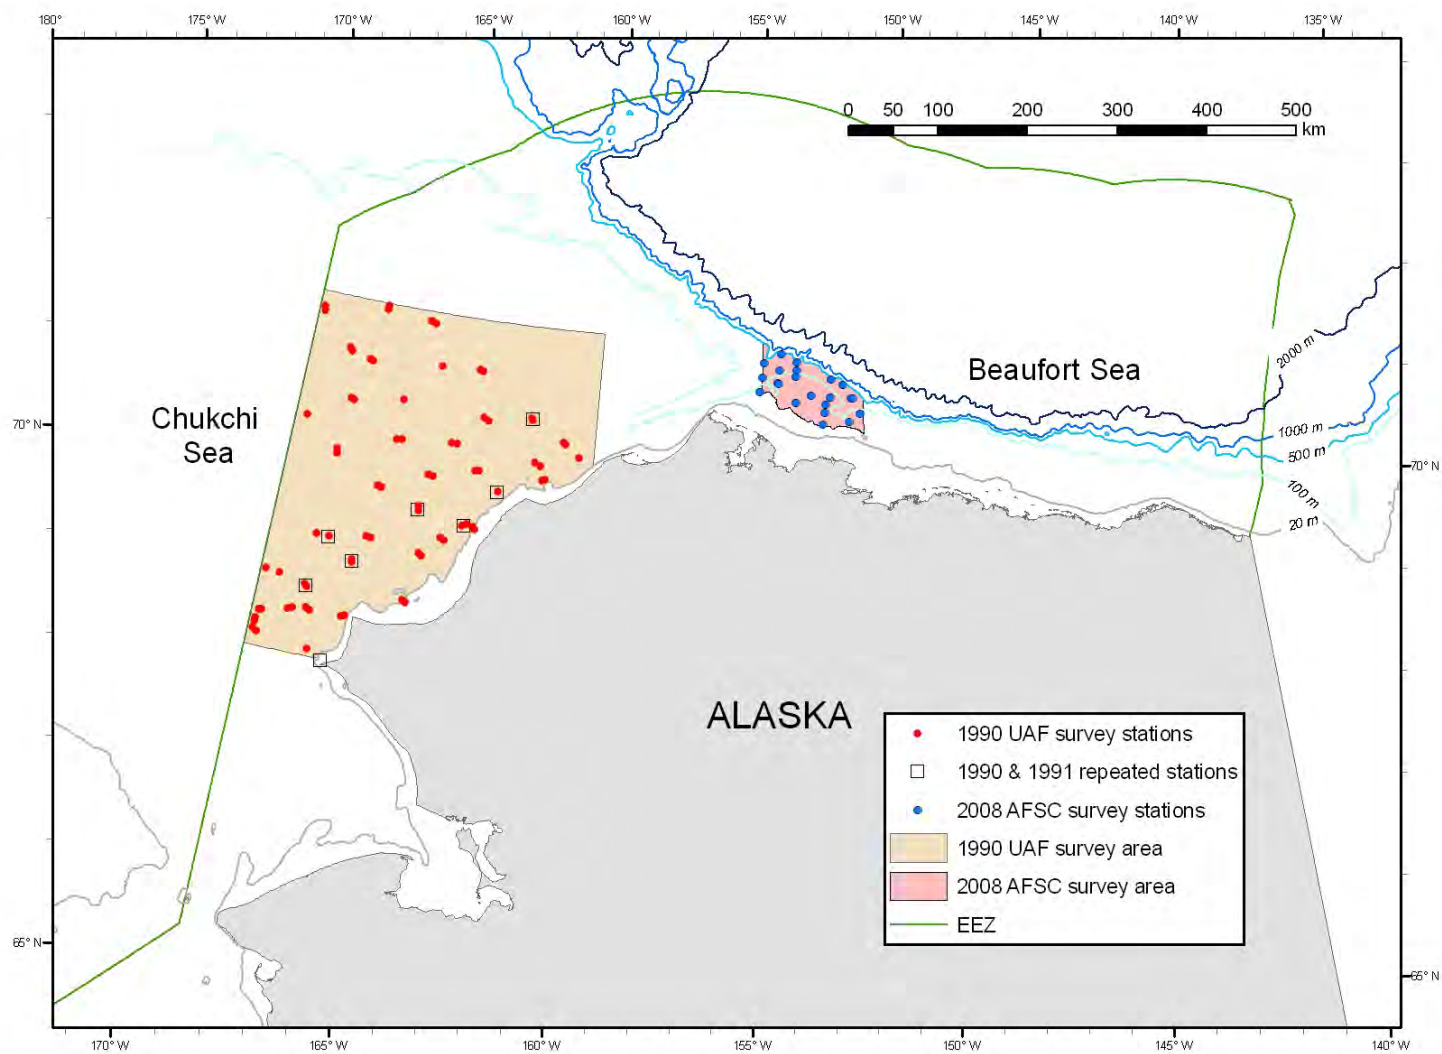 180° 175° W 170° W 165° W 160° W 155° W 150° W 145° W 140° W 135° W
0 50 100 200 300 400 500
km
Beaufort Sea
2000 m
Chukchi
Sea
70° N
1000 m
500 m
70° N
100 m
20 m
ALASKA
1990 UAF survey stations
1990 & 1991 repeated stations
2008 AFSC survey stations
1990 UAF survey area
2008 AFSC survey area
EEZ
65° N
65° N
170° W 165° W 160° W 155° W 150° W 145° W 140° W